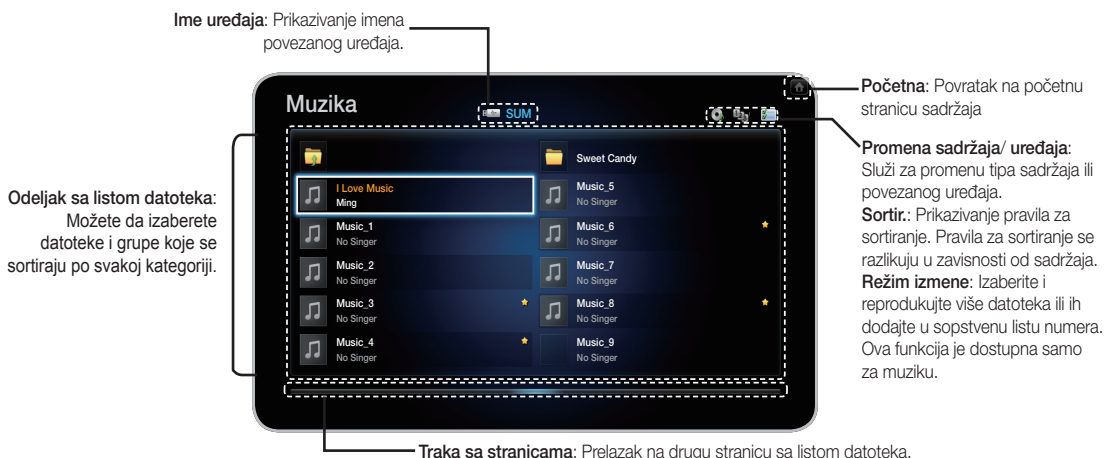 Ime uređaja: Prikazivanje imena
povezanog uređaja.
Početna: Povratak na početnu
stranicu sadržaja
Promena sadržaja/ uređaja:
Služi za promenu tipa sadržaja ili
povezanog uređaja.
Sortir.: Prikazivanje pravila za
sortiranje. Pravila za sortiranje se
razlikuju u zavisnosti od sadržaja.
Režim izmene: Izaberite i
reprodukujte više datoteka ili ih
dodajte u sopstvenu listu numera.
Ova funkcija je dostupna samo
za muziku.
Odeljak sa listom datoteka:
Možete da izaberete
datoteke i grupe koje se
sortiraju po svakoj kategoriji.
Muzika
SUM
I Love Music
Ming
Music_1
No Singer
Music_2
No Singer
Music_3
No Singer
Music_4
No Singer
Sweet Candy
Music_5
No Singer
Music_6
No Singer
Music_7
No Singer
Music_8
No Singer
Music_9
No Singer
Traka sa stranicama: Prelazak na drugu stranicu sa listom datoteka.